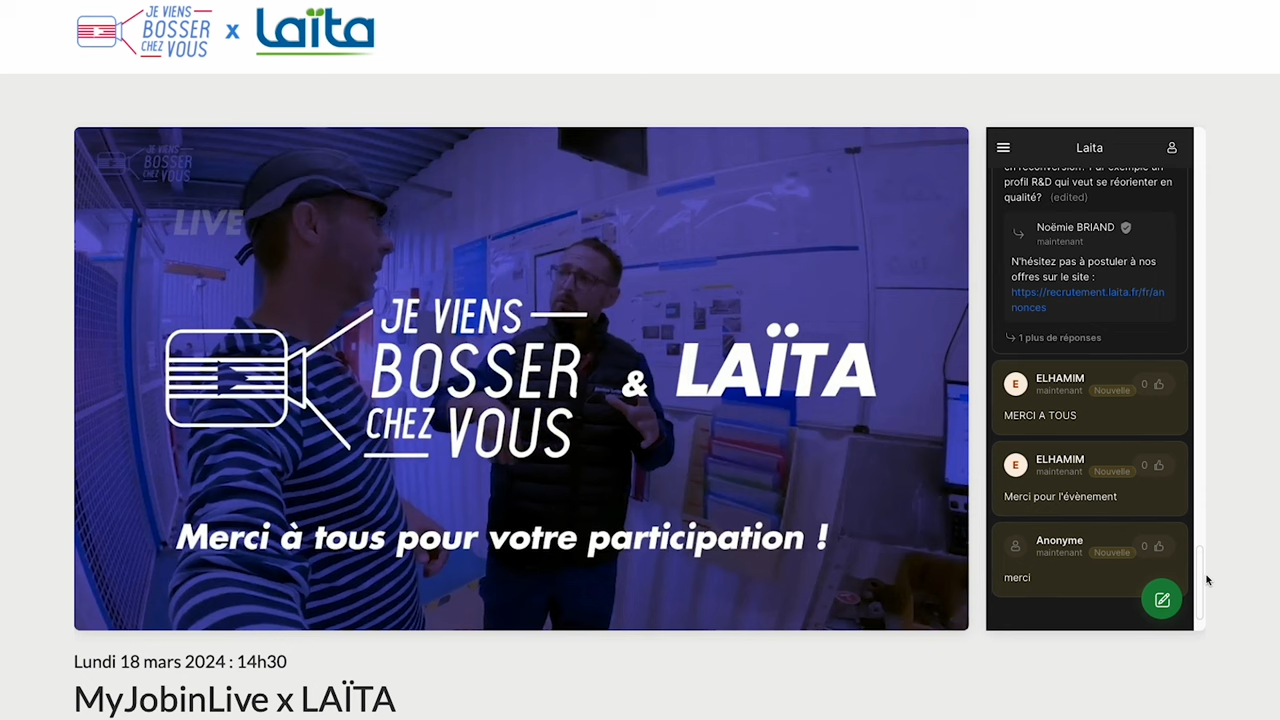 JE VIENS
BOSSER
CHEZ VOUS
x
Laïta
JE VIENS
BOSSER
CHEZ VOUS
LIVE
JE VIENS
BOSSER
CHEZ VOUS
& LAÏTA
Merci à tous pour votre participation !
Laita
profil R&D qui veut se réorienter en
qualité? (edited)
Noëmie BRIAND
maintenant
N'hésitez pas à postuler à nos
offres sur le site :
https://recrutement.laita.fr/fr/an
nonces
1 plus de réponses
E ELHAMIM
maintenant Nouvelle 0
MERCI A TOUS
E ELHAMIM
maintenant Nouvelle 0
Merci pour l'évènement
Anonyme
maintenant Nouvelle 0
merci
Lundi 18 mars 2024 : 14h30
MyJobinLive x LAÏTA